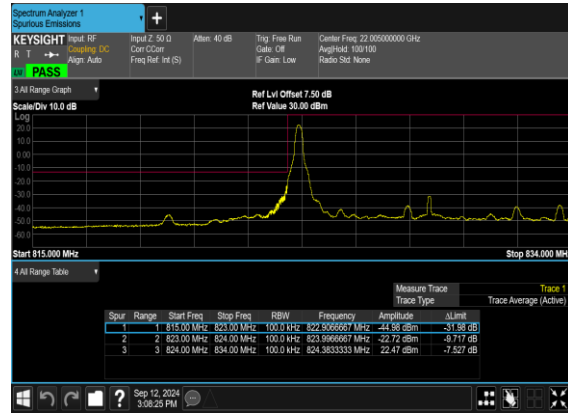 Spectrum Analyzer 1
Spurious Emissions
+
KEYSIGHT Input: RF Input Z: 50 Ω Atten: 40 dB Trig: Free Run Center Freq: 22.005000000 GHz
R T Coupling: DC Corr CCorr Gate: Off Avg|Hold: 100/100
Align: Auto Freq Ref: Int (S) IF Gain: Low Radio Std: None
PASS
3 All Range Graph
Ref Lvl Offset 7.50 dB
Scale/Div 10.0 dB Ref Value 30.00 dBm
Log
20.0
10.0
0.00
-10.0
-20.0
-30.0
-40.0
-50.0
-60.0
Start 815.000 MHz Stop 834.000 MH
4 All Range Table
Measure Trace Trace 1
Trace Type Trace Average (Active)
Spur Range Start Freq Stop Freq RBW Frequency Amplitude ΔLimit
1 1 815.00 MHz 823.00 MHz 100.0 kHz 822.9066667 MHz -44.98 dBm -31.98 dB
2 2 823.00 MHz 824.00 MHz 100.0 kHz 823.9966667 MHz -22.72 dBm -9.717 dB
3 3 824.00 MHz 834.00 MHz 100.0 kHz 824.3833333 MHz 22.47 dBm -7.527 dB
? Sep 12, 2024
3:08:25 PM